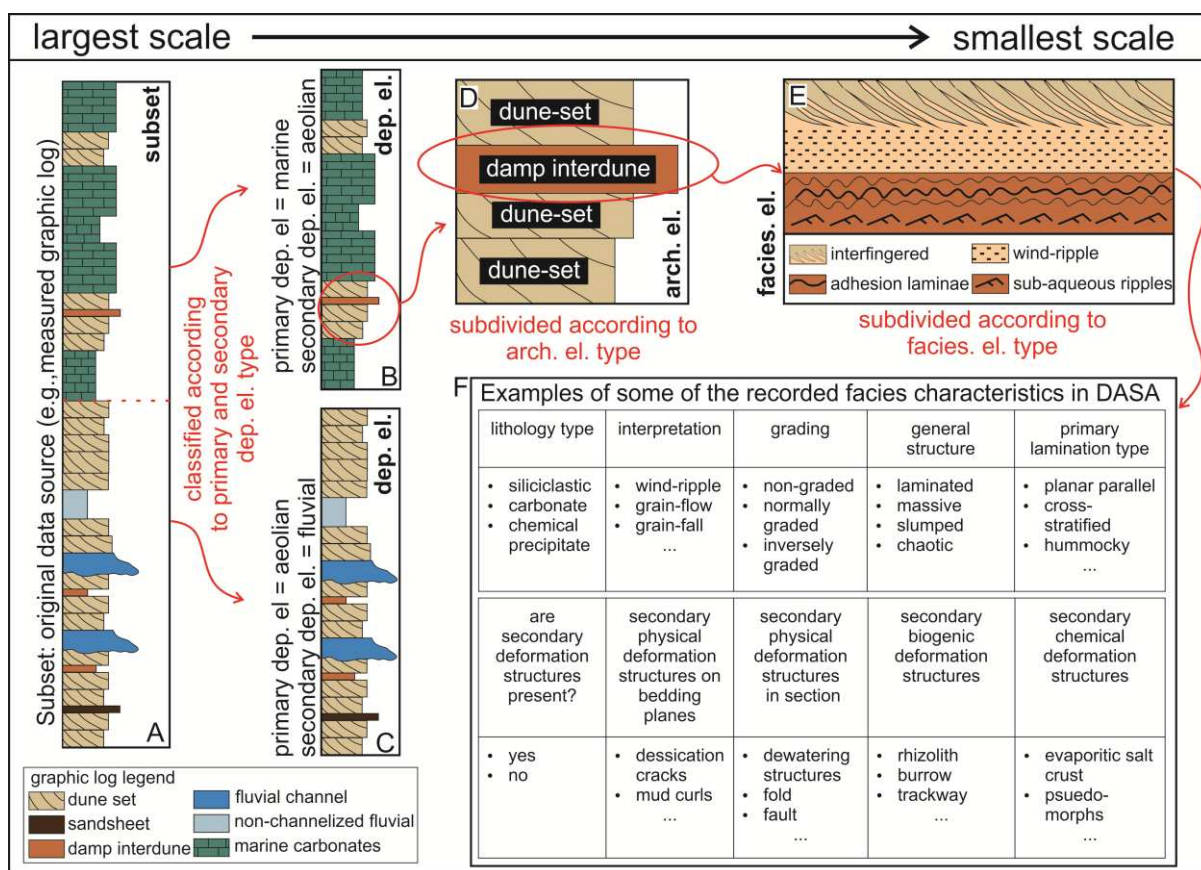 largest scale
smallest scale
Subset: original data source (e.g.,measured graphic log)
subset
A
classified according
to primary and secondary
dep. el. type
primary dep. el = marine
secondary dep. el. = aeolian
dep. el.
B
primary dep. el = aeolian
secondary dep. el. = fluvial
dep. el.
C
graphic log legend
dune set
sandsheet
damp interdune
fluvial channel
non-channelized fluvial
marine carbonates
D
dune-set
damp interdune
dune-set
dune-set
arch. el.
subdivided according to
arch. el. type
E
facies. el.
interfingered
wind-ripple
adhesion laminae
sub-aqueous ripples
subdivided according to
facies. el. type
F
Examples of some of the recorded facies characteristics in DASA
lithology type
interpretation
grading
general
structure
primary
lamination type
• siliciclastic
• carbonate
• chemical
precipitate
• wind-ripple
• grain-flow
• grain-fall
...
• non-graded
• normally
graded
• inversely
graded
• laminated
• massive
• slumped
• chaotic
• planar parallel
• cross-
stratified
• hummocky
...
are
secondary
deformation
structures
present?
secondary
physical
deformation
structures on
bedding
planes
secondary
physical
deformation
structures
in section
secondary
biogenic
deformation
structures
secondary
chemical
deformation
structures
• yes
• no
• dessication
cracks
• mud curls
...
• dewatering
structures
• fold
• fault
...
• rhizolith
• burrow
• trackway
...
• evaporitic salt
crust
• psuedo-
morphs
...